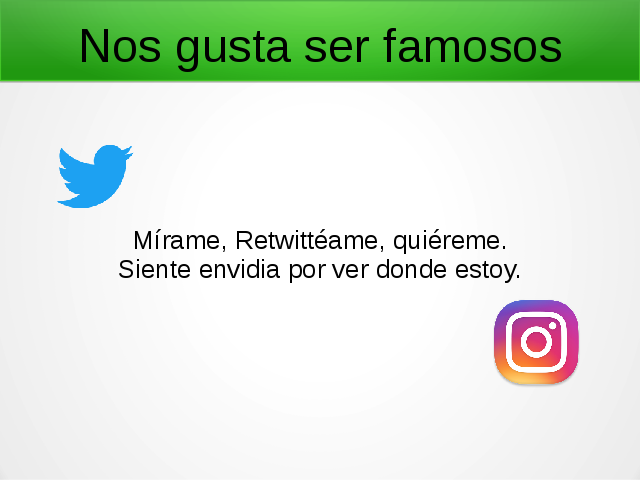 Nos gusta ser famosos
Mírame, Retwittéame, quiéreme.
Siente envidia por ver donde estoy.